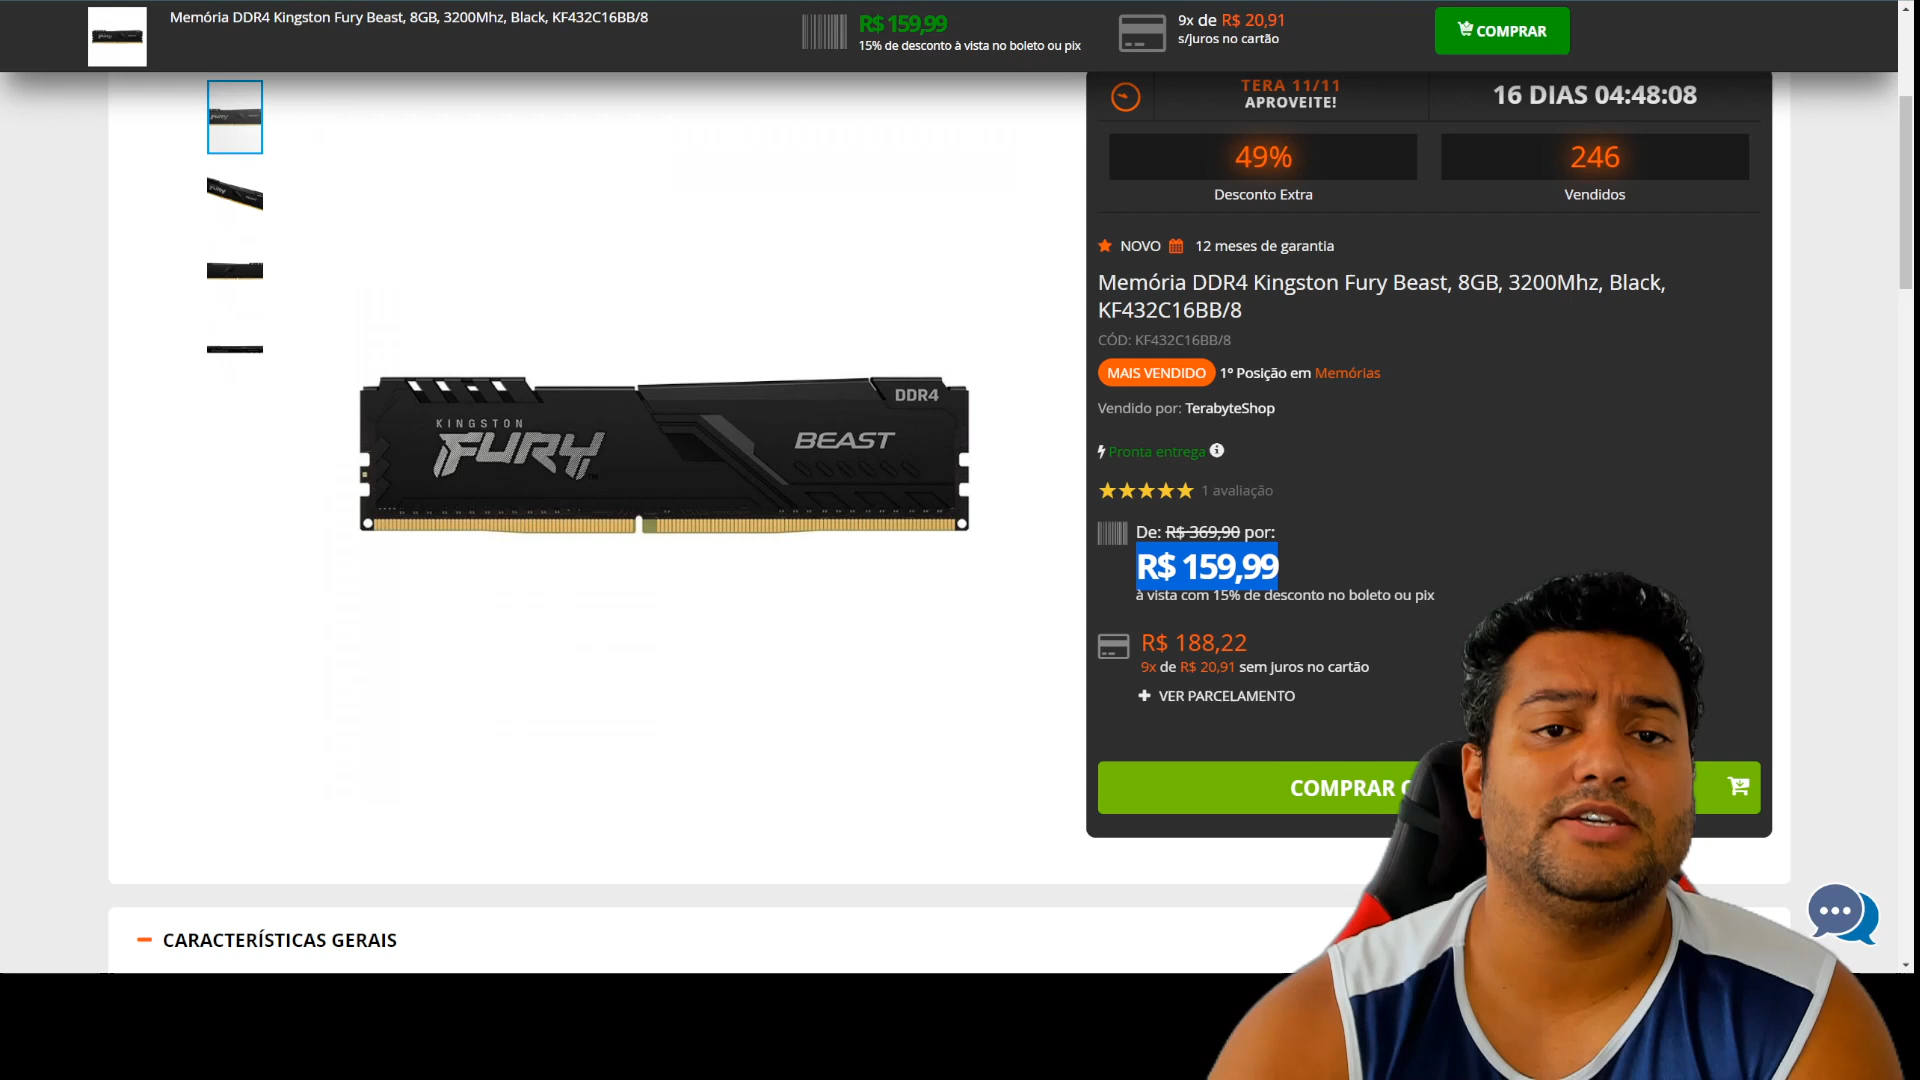 Memória DDR4 Kingston Fury Beast, 8GB, 3200Mhz, Black, KF432C16BB/8
R$ 159,99
15% de desconto à vista no boleto ou pix
9x de R$ 20,91
s/juros no cartão
COMPRAR
TERA 11/11
APROVEITE!
16 DIAS 04:48:08
49%
Desconto Extra
246
Vendidos
NOVO 12 meses de garantia
Memória DDR4 Kingston Fury Beast, 8GB, 3200Mhz, Black,
KF432C16BB/8
CÓD: KF432C16BB/8
MAIS VENDIDO 1º Posição em Memórias
Vendido por: TerabyteShop
Pronta entrega
1 avaliação
De: R$ 369,90 por:
R$ 159,99
à vista com 15% de desconto no boleto ou pix
R$ 188,22
9x de R$ 20,91 sem juros no cartão
VER PARCELAMENTO
COMPRAR
KINGSTON
FURY
BEAST
DDR4
CARACTERÍSTICAS GERAIS